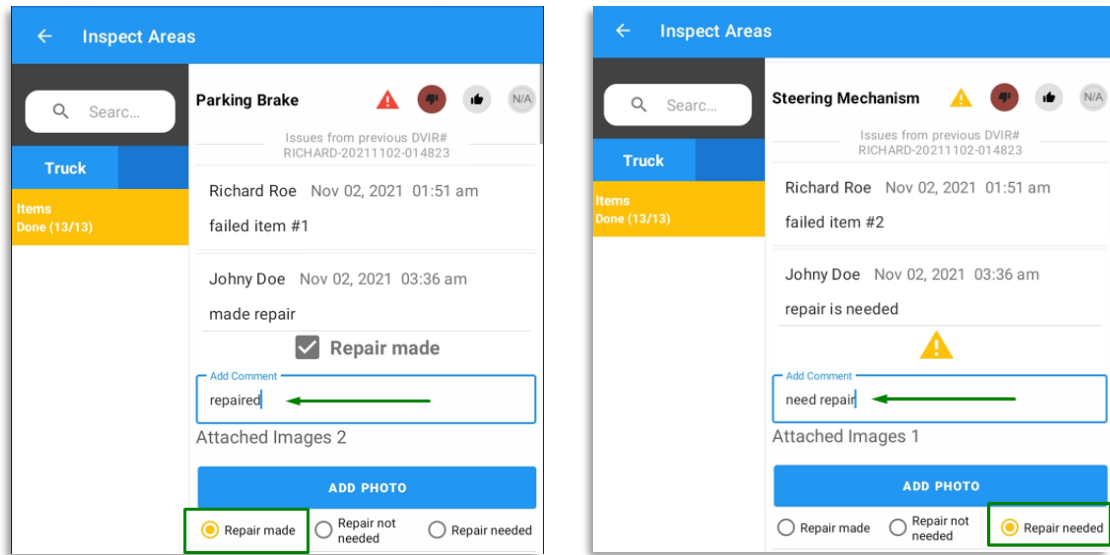 Inspect Areas
Searc...
Truck
Items
Done (13/13)
Parking Brake
N/A
Issues from previous DVIR#
RICHARD-20211102-014823
Richard Roe Nov 02, 2021 01:51 am
failed item #1
Johny Doe Nov 02, 2021 03:36 am
made repair
Repair made
Add Comment
repaired
Attached Images 2
ADD PHOTO
Repair made
Repair not
needed
Repair needed
Inspect Areas
Searc...
Truck
Items
Done (13/13)
Steering Mechanism
N/A
Issues from previous DVIR#
RICHARD-20211102-014823
Richard Roe Nov 02, 2021 01:51 am
failed item #2
Johny Doe Nov 02, 2021 03:36 am
repair is needed
Add Comment
need repair
Attached Images 1
ADD PHOTO
Repair made
Repair not
needed
Repair needed